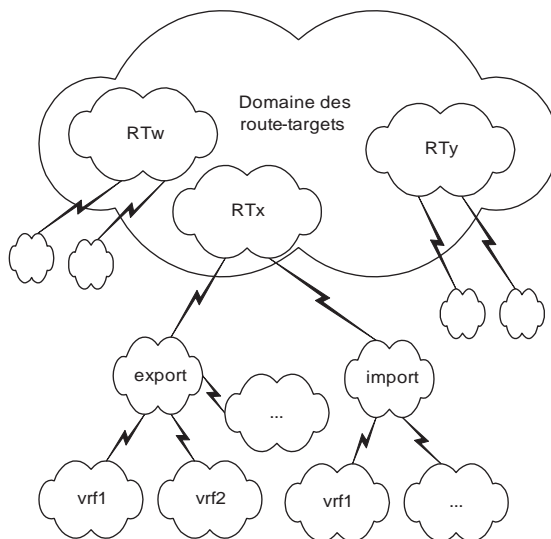 Domaine des
route-targets
RTw
RTy
RTx
export
import
...
vrf1
vrf2
vrf1
...